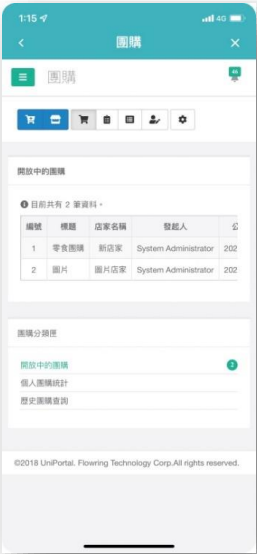 1:15
4G
團購
團購
46
開放中的團購
目前共有 2 筆資料。
編號 標題 店家名稱 發起人
1 零食團購 新店家 System Administrator 202
2 圖片 圖片店家 System Administrator 202
團購分類匣
開放中的團購 2
個人團購統計
歷史團購查詢
©2018 UniPortal. Flowring Technology Corp.All rights reserved.